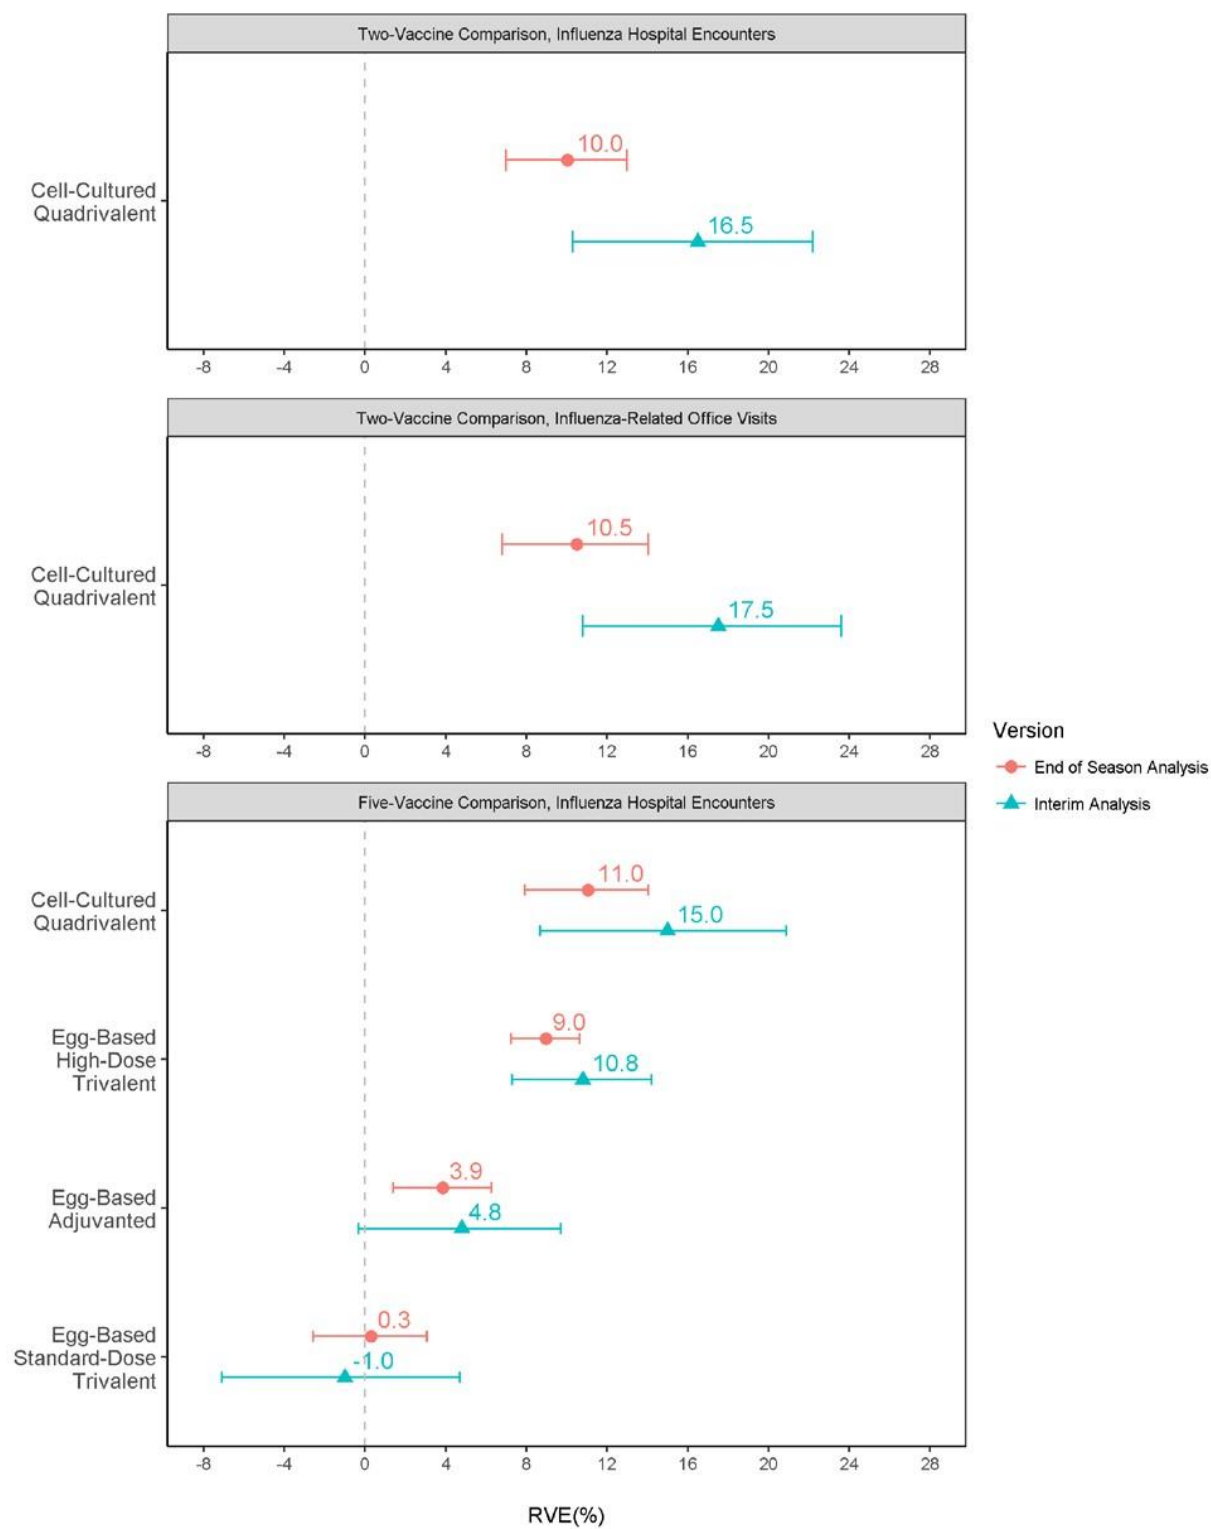 Two-Vaccine Comparison, Influenza Hospital Encounters
10.0
Cell-Cultured
Quadrivalent
16.5
-8 -4 0 4 8 12 16 20 24 28
Two-Vaccine Comparison, Influenza-Related Office Visits
10.5
Cell-Cultured
Quadrivalent
17.5
-8 -4 0 4 8 12 16 20 24 28
Version
End of Season Analysis
Interim Analysis
Five-Vaccine Comparison, Influenza Hospital Encounters
11.0
Cell-Cultured
Quadrivalent
15.0
9.0
Egg-Based
High-Dose
Trivalent
10.8
3.9
Egg-Based
Adjuvanted
4.8
0.3
Egg-Based
Standard-Dose
Trivalent
-1.0
-8 -4 0 4 8 12 16 20 24 28
RVE(%)